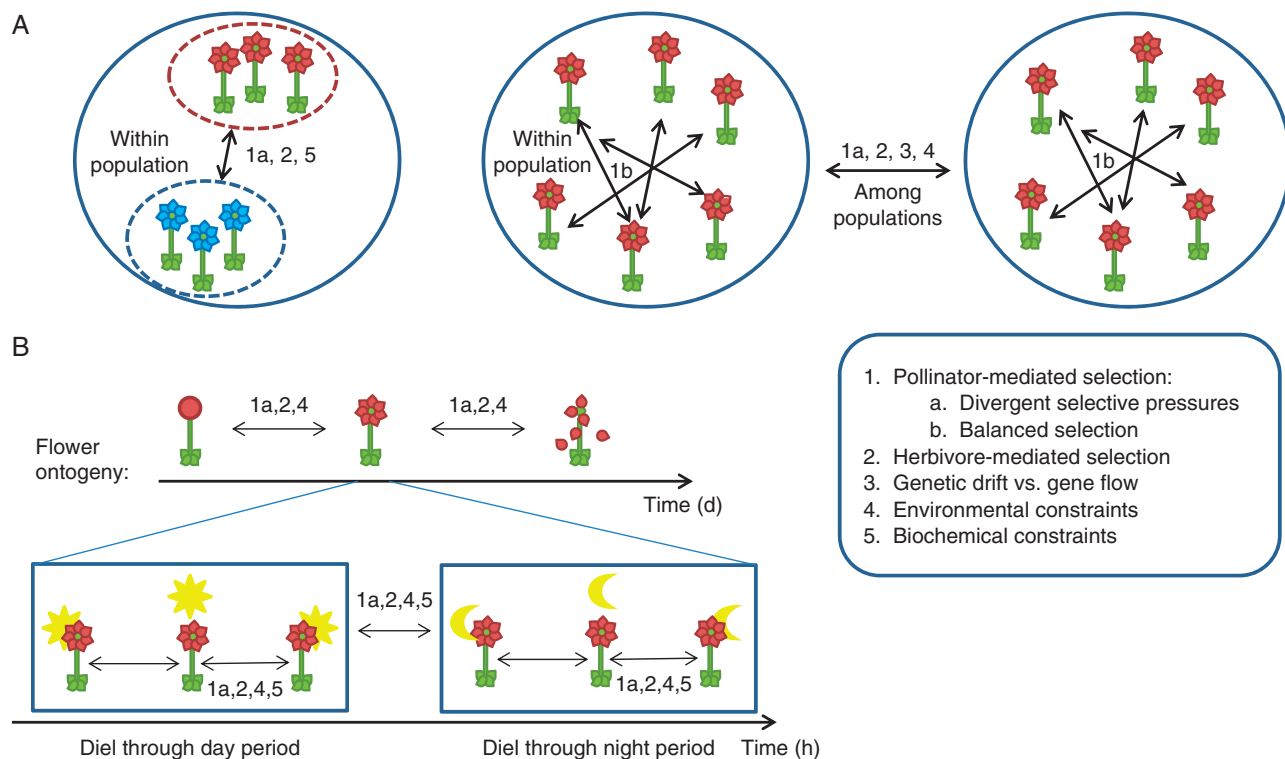 A
Within
population
1a, 2, 5
Within
population
1b
1a, 2, 3, 4
Among
populations
1b
B
Flower
ontogeny:
1a,2,4
1a,2,4
Time (d)
1. Pollinator-mediated selection:
a. Divergent selective pressures
b. Balanced selection
2. Herbivore-mediated selection
3. Genetic drift vs. gene flow
4. Environmental constraints
5. Biochemical constraints
1a,2,4,5
1a,2,4,5
1a,2,4,5
Diel through day period
Diel through night period
Time (h)